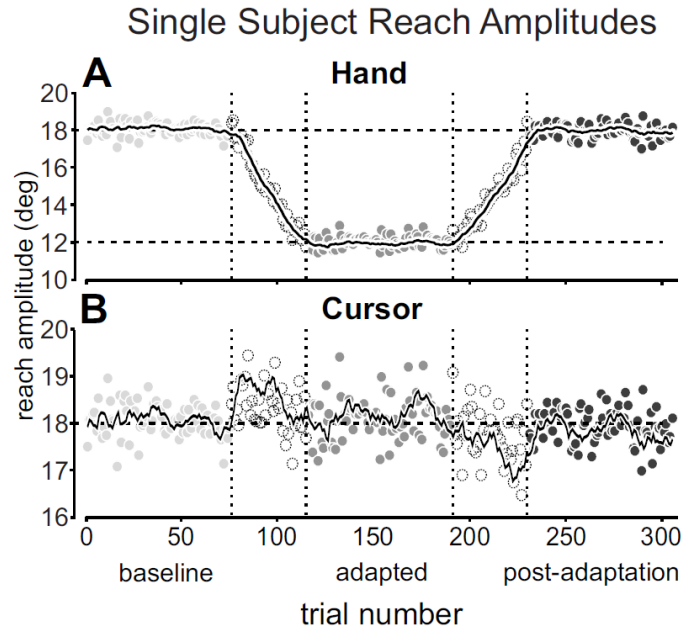 Single Subject Reach Amplitudes
A
Hand
20
18
16
14
12
10
reach amplitude (deg)
B
Cursor
20
19
18
17
16
0 50 100 150 200 250 300
baseline adapted post-adaptation
trial number